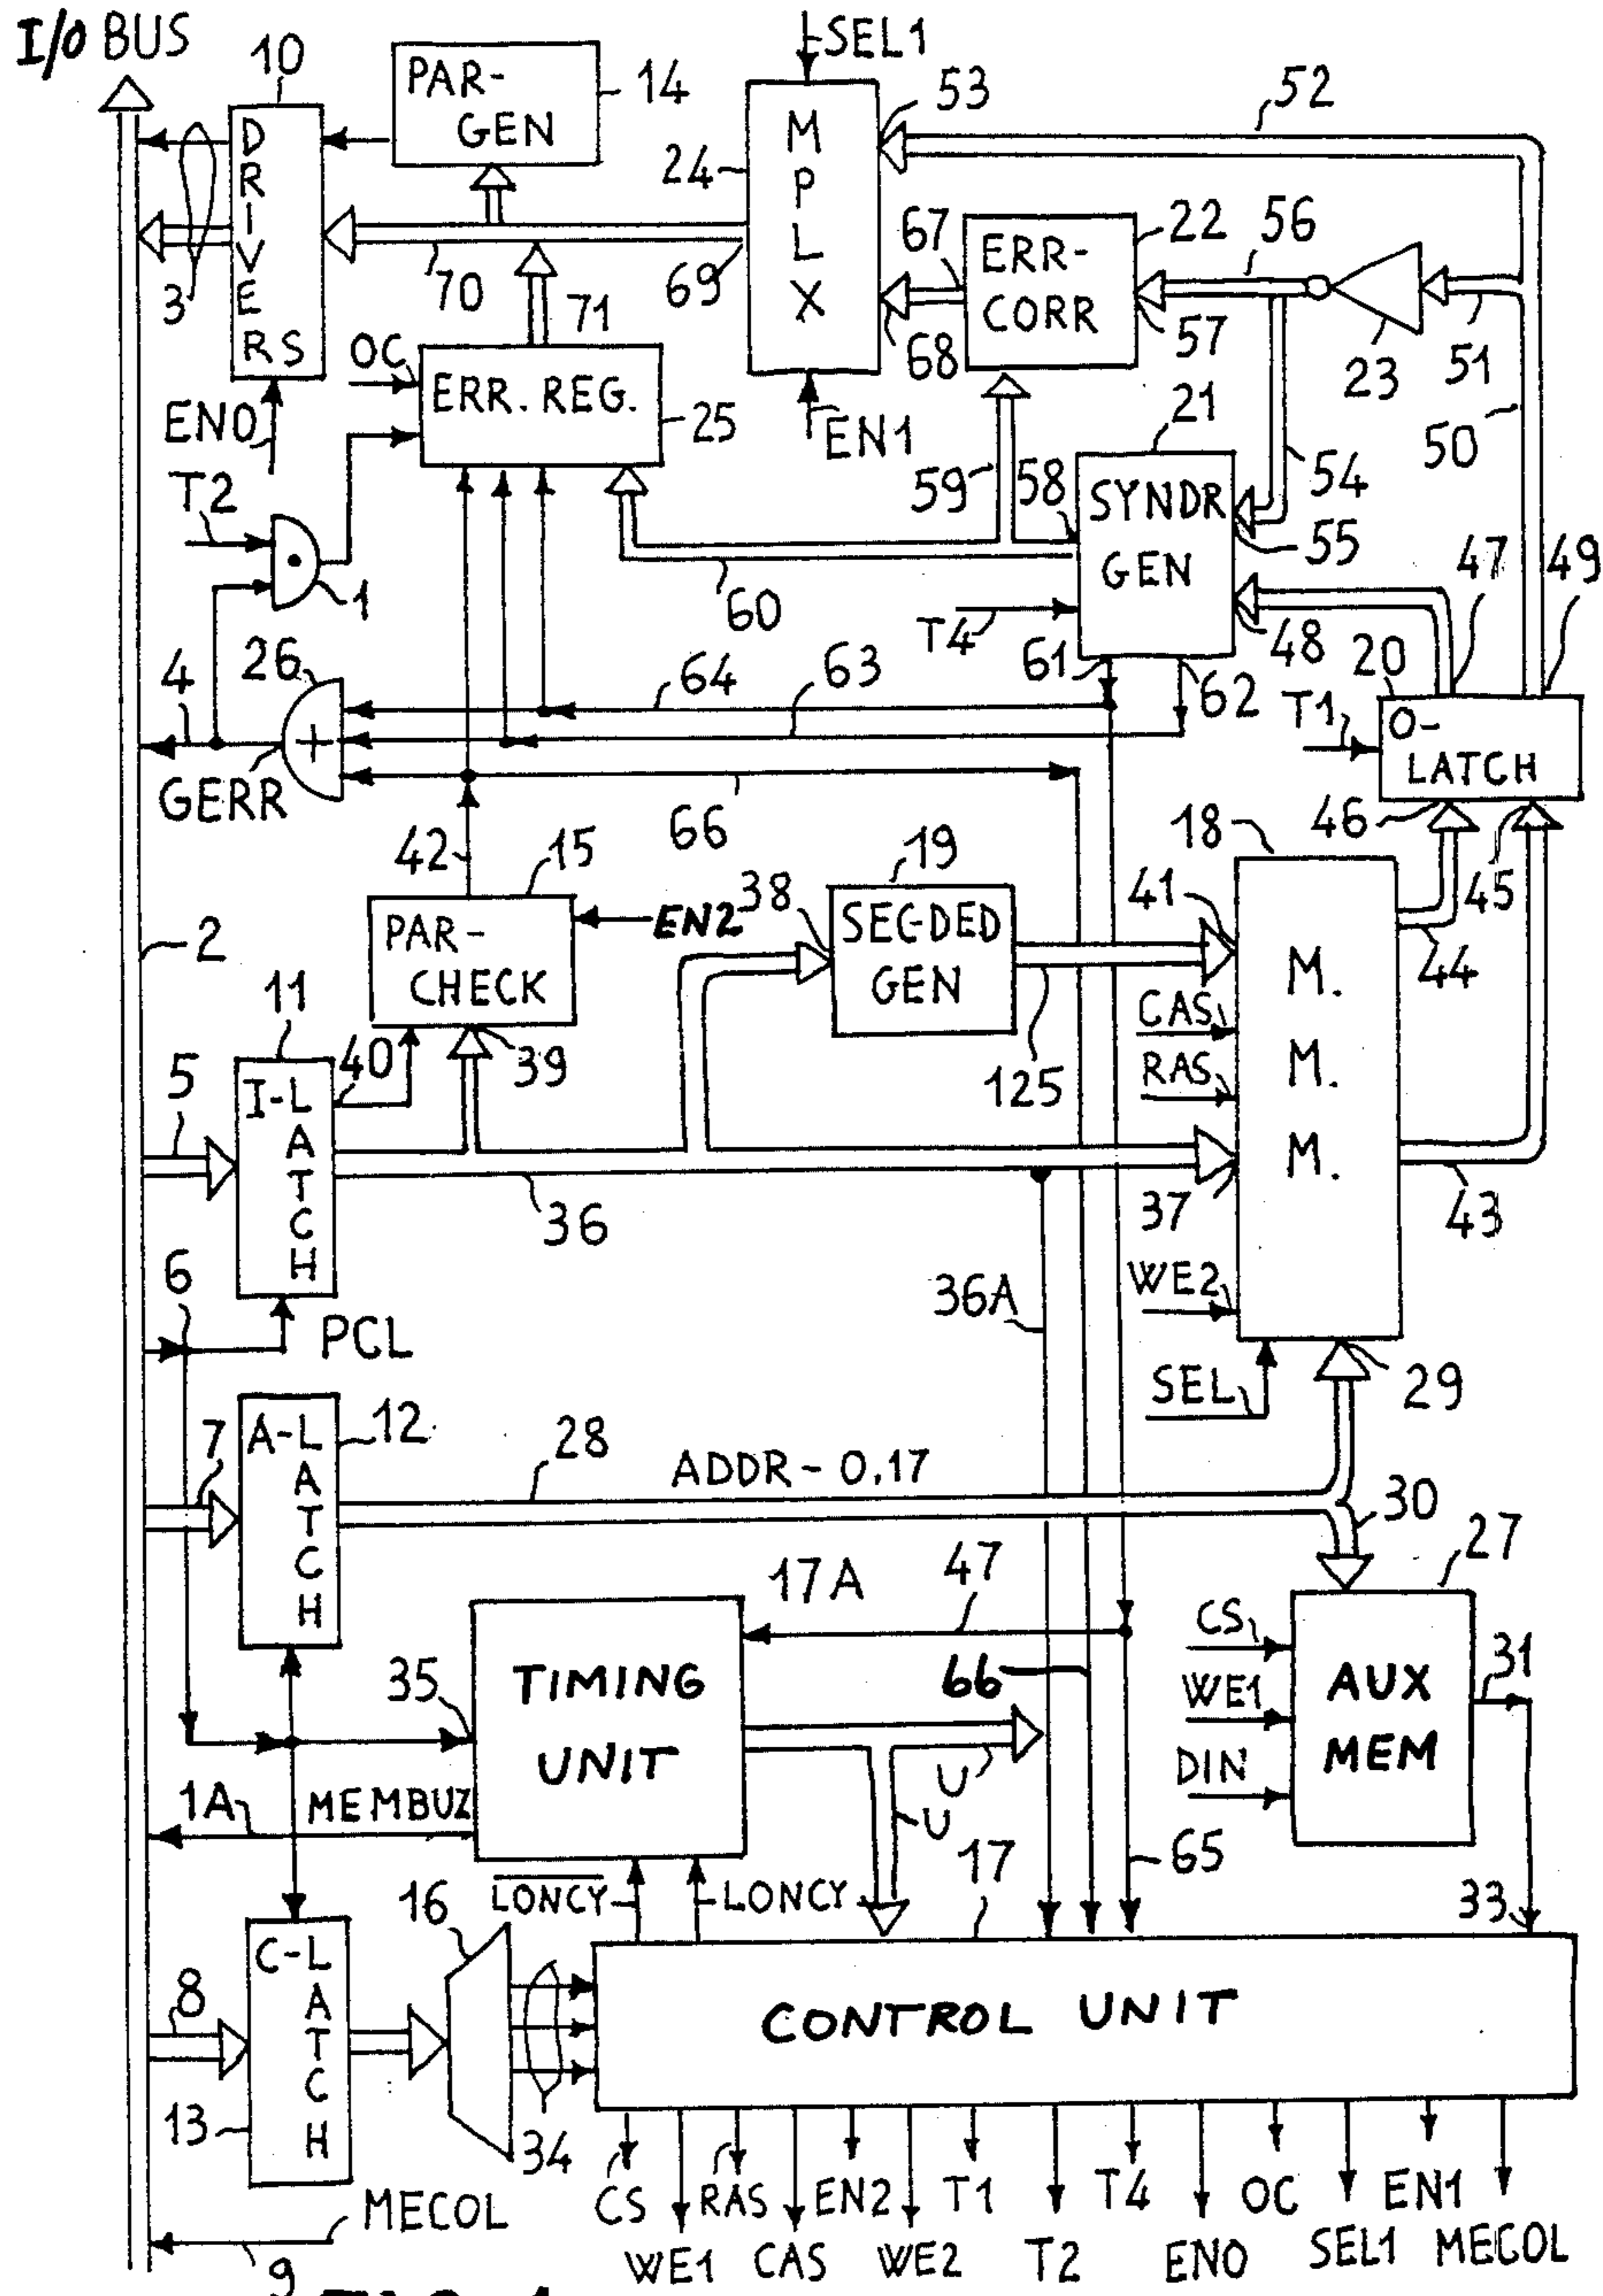 I/O BUS
10
PAR-
GEN
14
SEL1
MPLX
24
53
52
DRIVERS
3
70
71
69
67
68
ERR-
CORR
22
56
57
23
51
50
OC
ERR. REG.
25
EN1
EN0
T2
1
21
SYNDR
GEN
58
59
60
54
55
47
49
48
T4
61
62
20
T1
O-
LATCH
46
45
4
26
GERR
64
63
66
42
15
PAR-
CHECK
EN2
39
40
38
19
SEC-DED
GEN
125
18
41
M.
M.
M.
CAS
RAS
44
43
2
11
5
I-LATCH
36
37
36A
WE2
SEL
29
6
PCL
7
A-LATCH
12
28
ADDR - 0,17
30
27
17A
47
TIMING
UNIT
35
66
U
U
CS
WE1
DIN
AUX
MEM
31
1A
MEMBUZ
LONCY
LONCY
17
65
33
16
C-LATCH
8
13
34
CONTROL UNIT
CS
RAS
EN2
T1
T4
OC
EN1
WE1
CAS
WE2
T2
EN0
SEL1
MECOL
MECOL
9